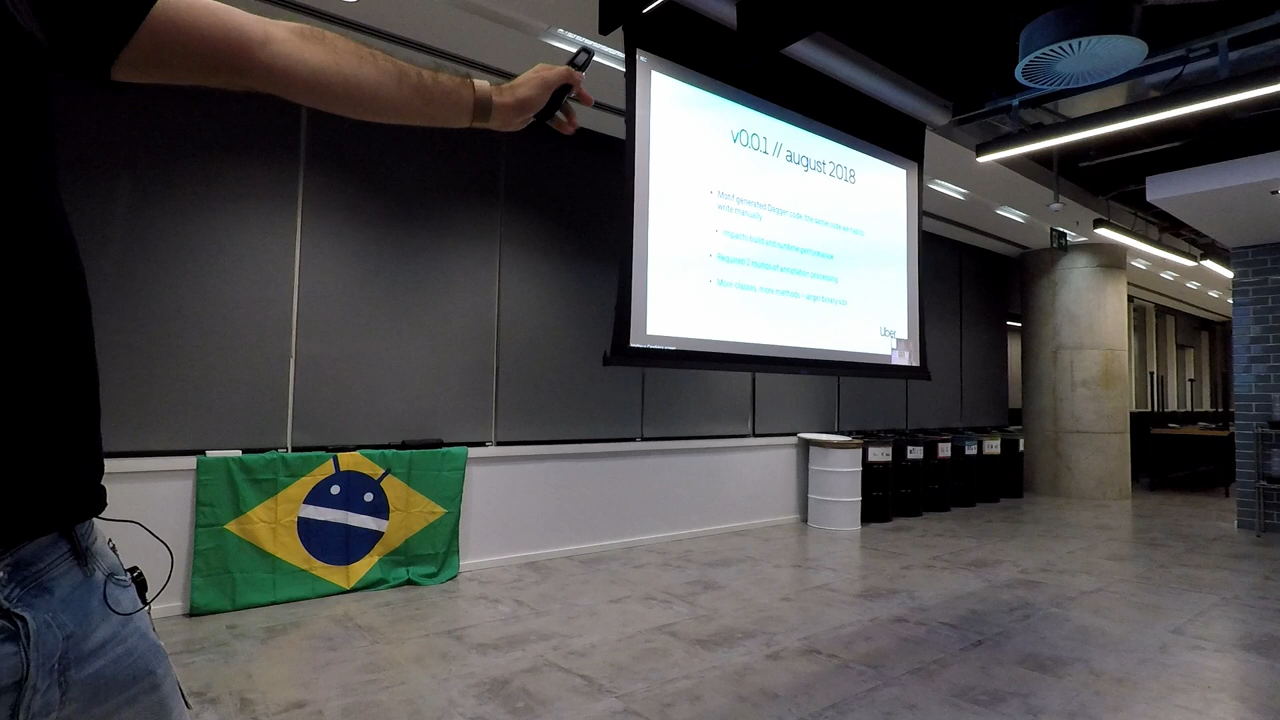 v0.0.1 // august 2018
• Motif generated Dagger code, the same code we had to
write manually
• Impacts build and runtime performance
• Required 2 rounds of annotation processing
• More classes, more methods - larger binary size
Uber